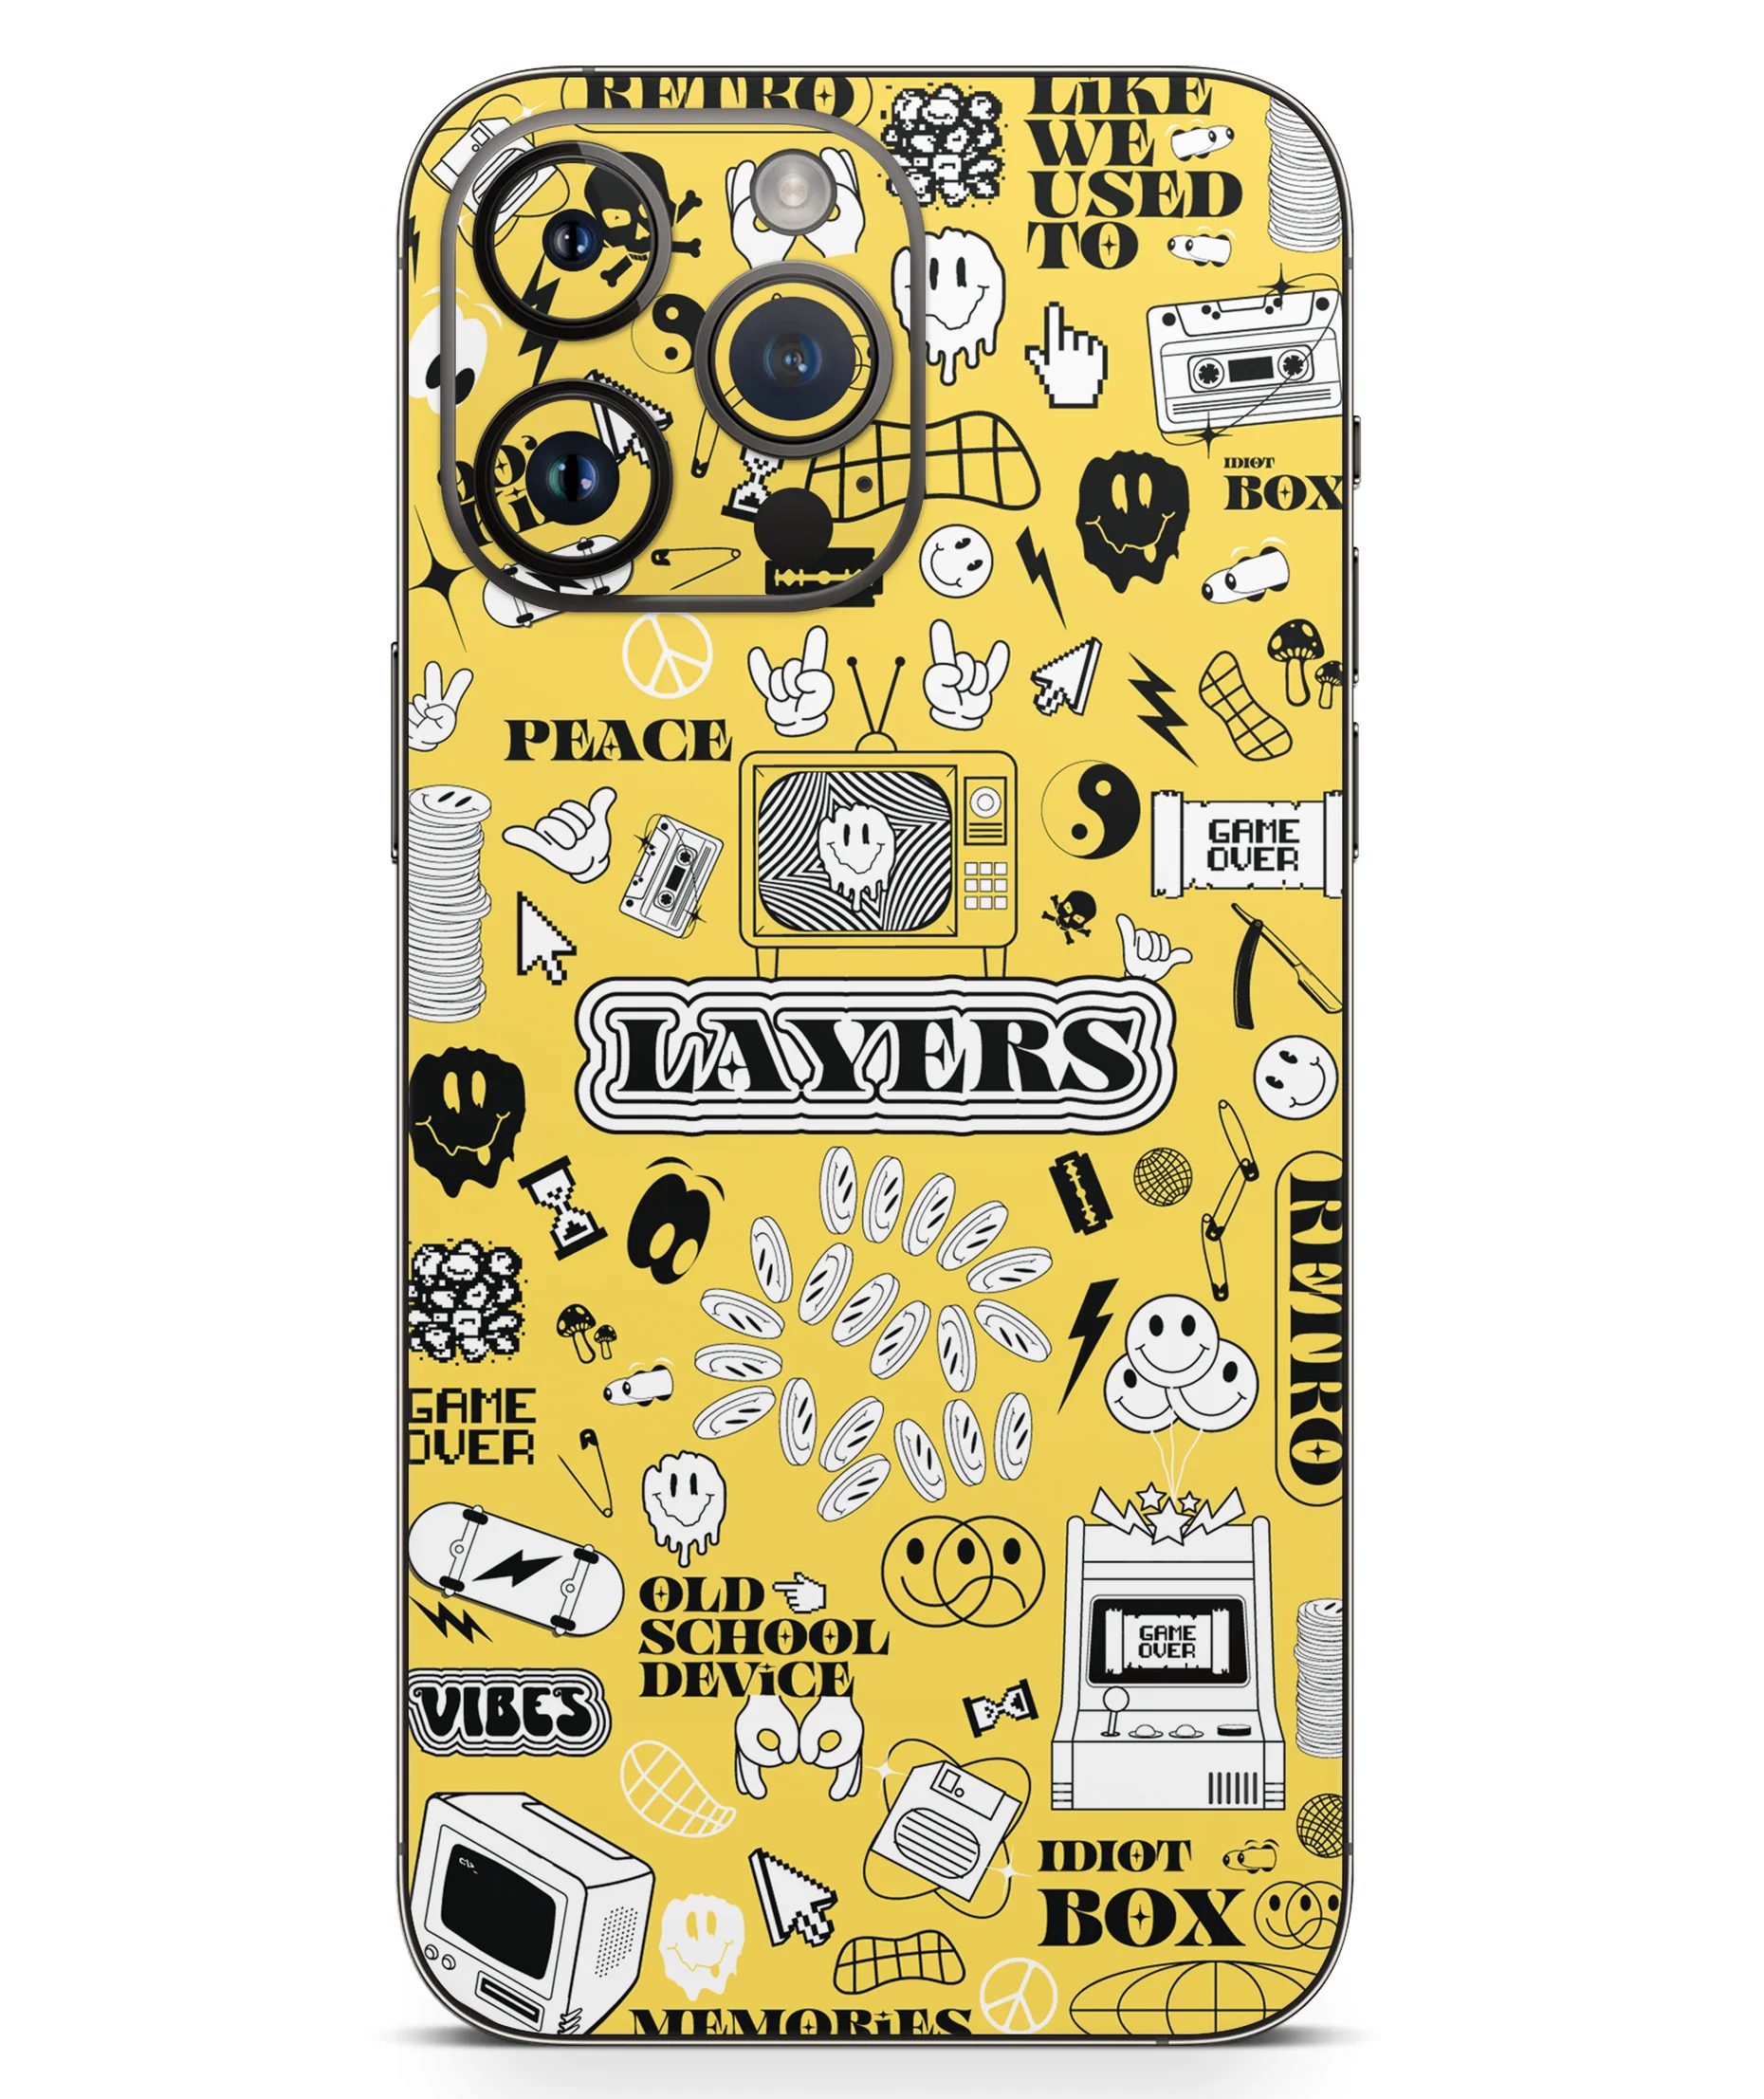 RETRO
LiKE
WE
USED
TO
IDIOT
BOX
PEACE
GAME
OVER
LAYERS
RETRO
GAME
OVER
OLD
SCHOOL
DEViCE
GAME
OVER
VIBES
IDIOT
BOX
MEMORiES